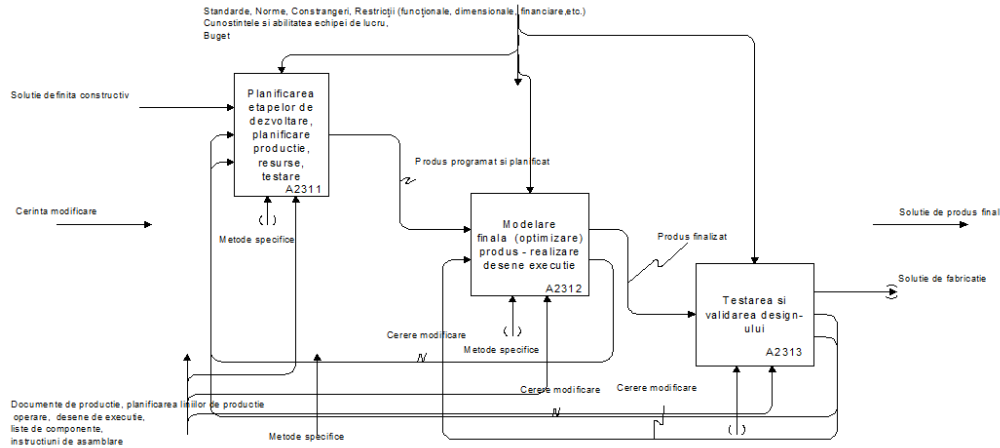 Standarde, Norme, Constrangeri, Restricții (funcționale, dimensionale, financiare,etc.)
Cunostintele si abilitatea echipei de lucru,
Buget
Solutie definita constructiv
Planificarea
etapelor de
dezvoltare,
planificare
productie,
resurse,
testare
A2311
Produs programat si planificat
Cerinta modificare
Metode specifice
Modelare
finala (optimizare)
produs - realizare
desene executie
A2312
Produs finalizat
Solutie de produs final
Solutie de fabricatie
Testarea si
validarea design-
ului
A2313
Cerere modificare
Metode specifice
Cerere modificare
Cerere modificare
Documente de productie, planificarea liniilor de productie
operare, desene de executie,
liste de componente,
instructiuni de asamblare
Metode specifice